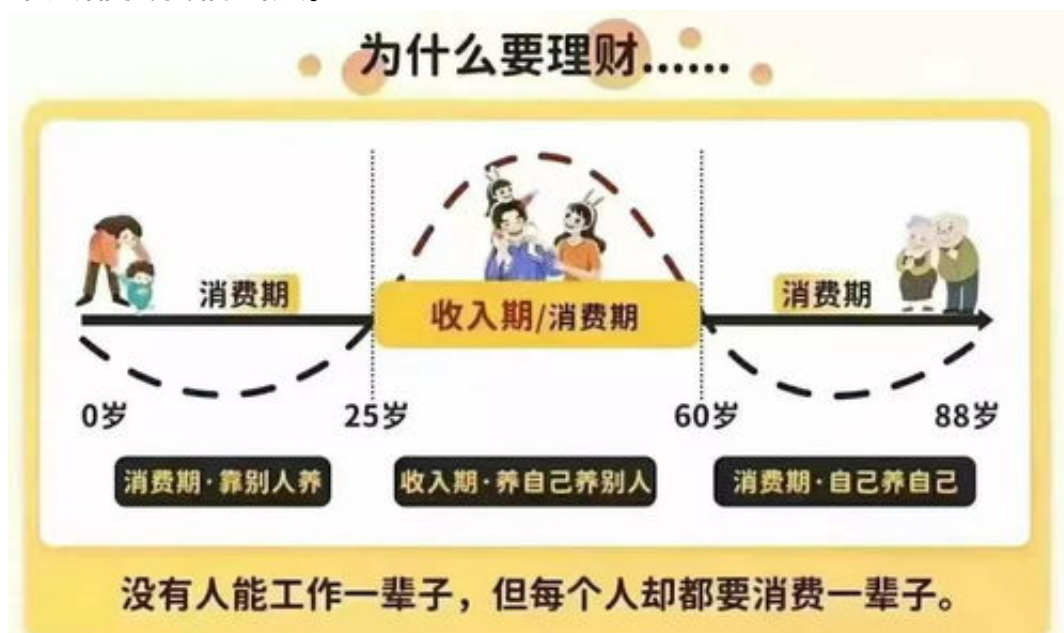 为什么要理财......
消费期
收入期/消费期
消费期
0岁
25岁
60岁
88岁
消费期·靠别人养
收入期·养自己养别人
消费期·自己养自己
没有人能工作一辈子，但每个人却都要消费一辈子。